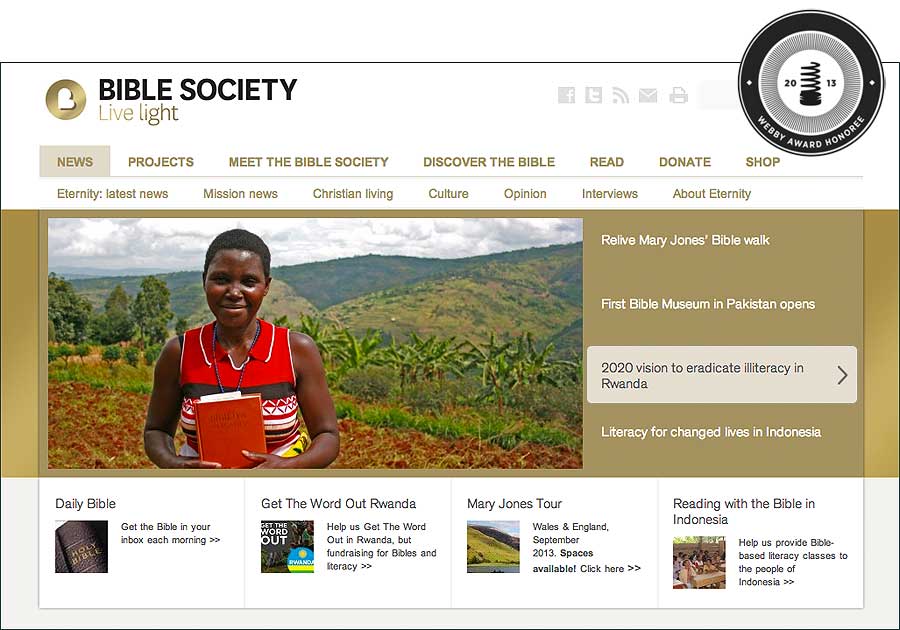 BIBLE SOCIETY
Live light
20 13
WEBBY AWARD HONOREE
NEWS PROJECTS MEET THE BIBLE SOCIETY DISCOVER THE BIBLE READ DONATE SHOP
Eternity: latest news Mission news Christian living Culture Opinion Interviews About Eternity
Relive Mary Jones' Bible walk
First Bible Museum in Pakistan opens
2020 vision to eradicate illiteracy in
Rwanda
Literacy for changed lives in Indonesia
Daily Bible
HOLY
BIBLE
Get the Bible in your
inbox each morning >>
Get The Word Out Rwanda
GET THE
WORD
OUT
RWANDA
Help us Get The Word
Out in Rwanda, but
fundraising for Bibles and
literacy >>
Mary Jones Tour
Wales & England,
September
2013. Spaces
available! Click here >>
Reading with the Bible in
Indonesia
Help us provide Bible-
based literacy classes to
the people of
Indonesia >>